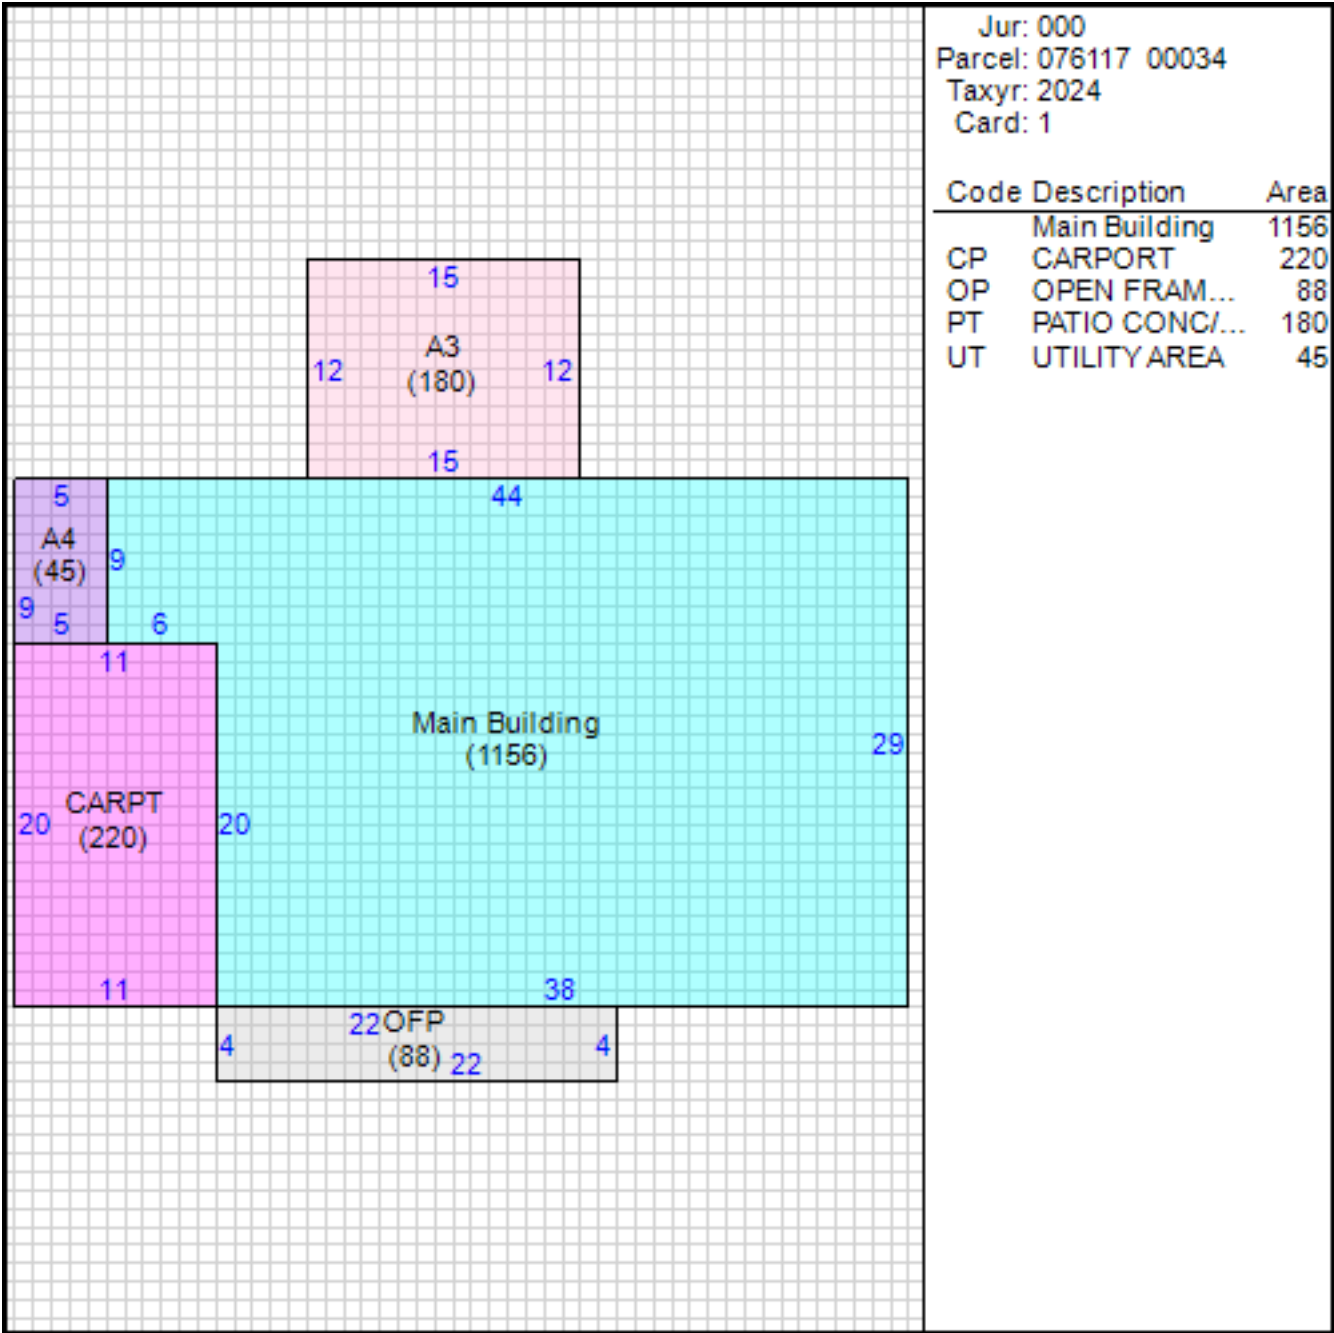 Jur: 000
Parcel: 076117 00034
Taxyr: 2024
Card: 1
Code Description Area
Main Building 1156
CP CARPORT 220
OP OPEN FRAM... 88
PT PATIO CONC/... 180
UT UTILITY AREA 45
15
A3
12 (180) 12
15
5 44
A4
(45) 9
9
5 6
11
Main Building
(1156) 29
CARPT
20 (220) 20
11 38
22 OFP
4 (88) 22 4